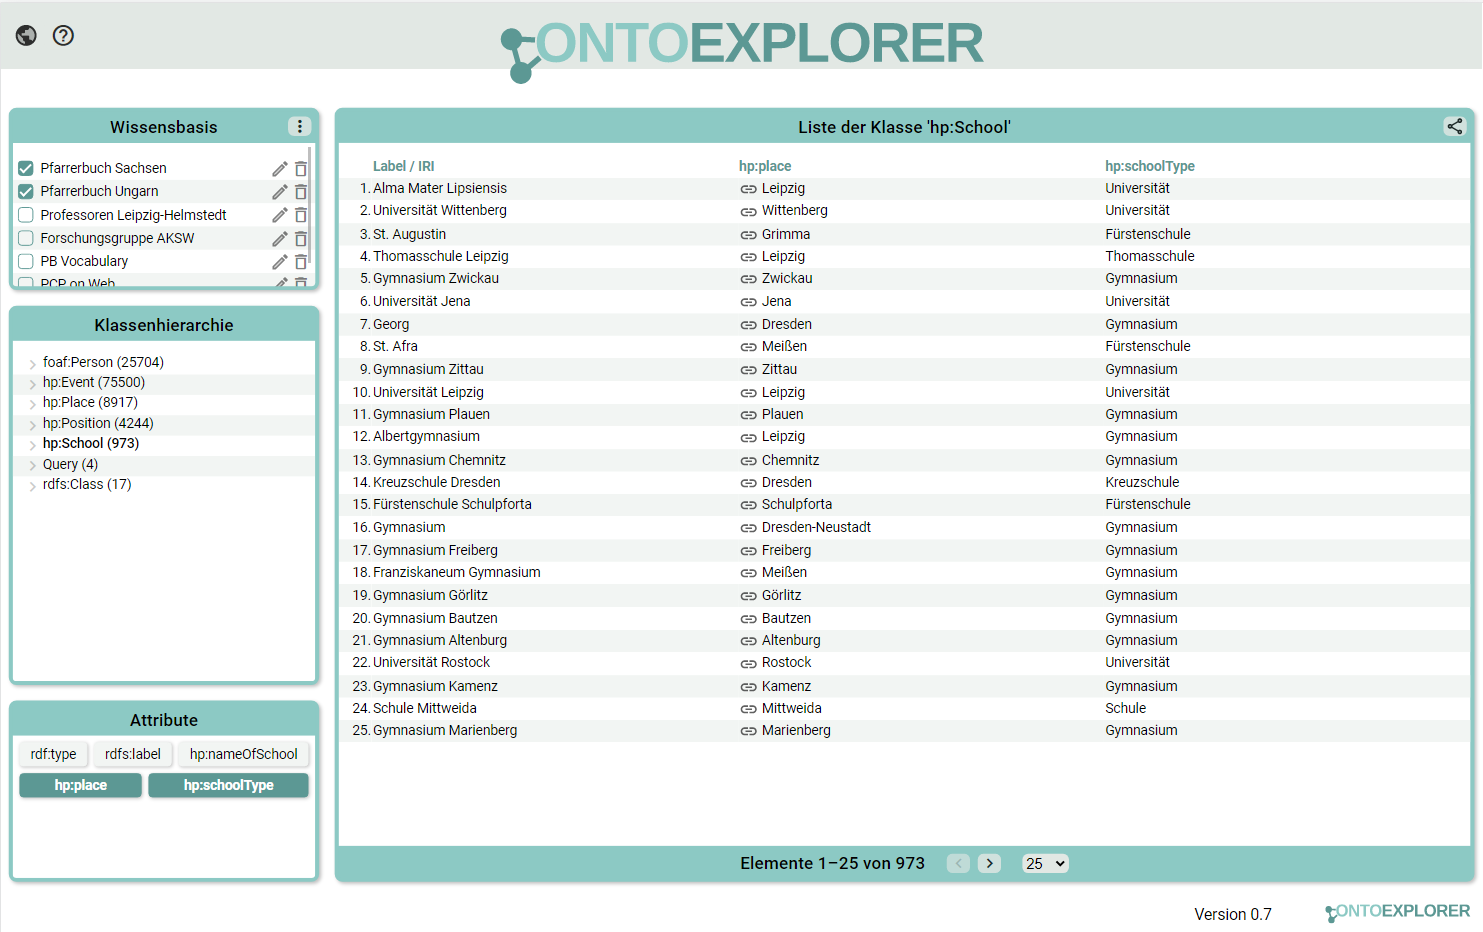 ONTOEXPLORER
Wissensbasis
Pfarrerbuch Sachsen
Pfarrerbuch Ungarn
Professoren Leipzig-Helmstedt
Forschungsgruppe AKSW
PB Vocabulary
PCP on Web
Klassenhierarchie
foaf:Person (25704)
hp:Event (75500)
hp:Place (8917)
hp:Position (4244)
hp:School (973)
Query (4)
rdfs:Class (17)
Attribute
rdf:type rdfs:label hp:nameOfSchool
hp:place hp:schoolType
Liste der Klasse 'hp:School'
Label / IRI hp:place hp:schoolType
1. Alma Mater Lipsiensis Leipzig Universität
2. Universität Wittenberg Wittenberg Universität
3. St. Augustin Grimma Fürstenschule
4. Thomasschule Leipzig Leipzig Thomasschule
5. Gymnasium Zwickau Zwickau Gymnasium
6. Universität Jena Jena Universität
7. Georg Dresden Gymnasium
8. St. Afra Meißen Fürstenschule
9. Gymnasium Zittau Zittau Gymnasium
10. Universität Leipzig Leipzig Universität
11. Gymnasium Plauen Plauen Gymnasium
12. Albertgymnasium Leipzig Gymnasium
13. Gymnasium Chemnitz Chemnitz Gymnasium
14. Kreuzschule Dresden Dresden Kreuzschule
15. Fürstenschule Schulpforta Schulpforta Fürstenschule
16. Gymnasium Dresden-Neustadt Gymnasium
17. Gymnasium Freiberg Freiberg Gymnasium
18. Franziskaneum Gymnasium Meißen Gymnasium
19. Gymnasium Görlitz Görlitz Gymnasium
20. Gymnasium Bautzen Bautzen Gymnasium
21. Gymnasium Altenburg Altenburg Gymnasium
22. Universität Rostock Rostock Universität
23. Gymnasium Kamenz Kamenz Gymnasium
24. Schule Mittweida Mittweida Schule
25. Gymnasium Marienberg Marienberg Gymnasium
Elemente 1–25 von 973 < > 25
Version 0.7 ONTOEXPLORER